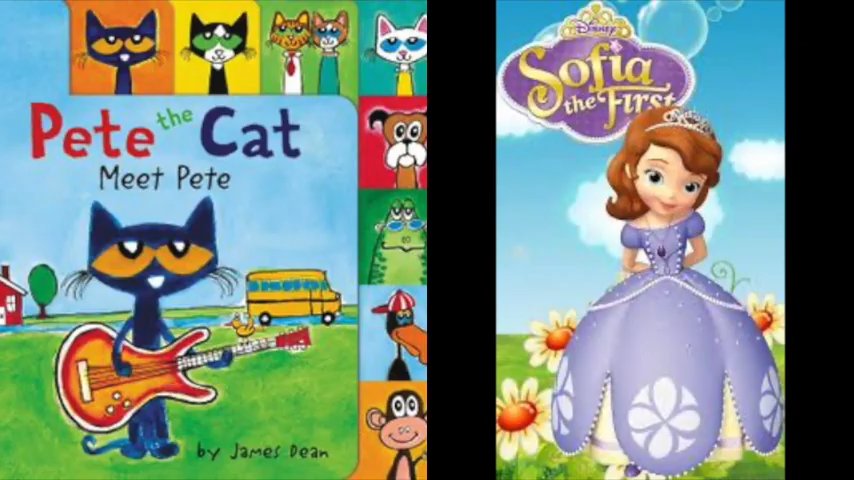 Pete the Cat
Meet Pete
by James Dean
Disney
Sofia
the First